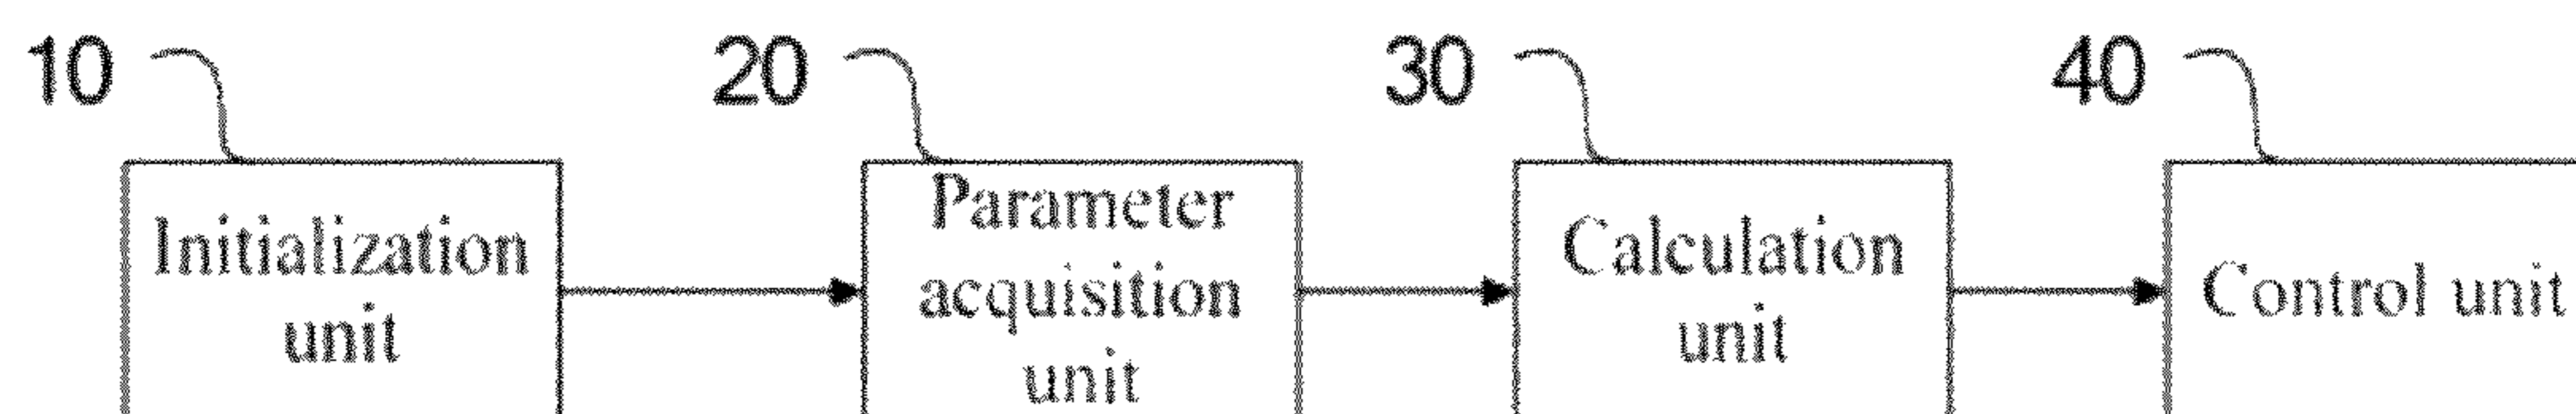 10
20
30
40
Initialization
unit
Parameter
acquisition
unit
Calculation
unit
Control unit